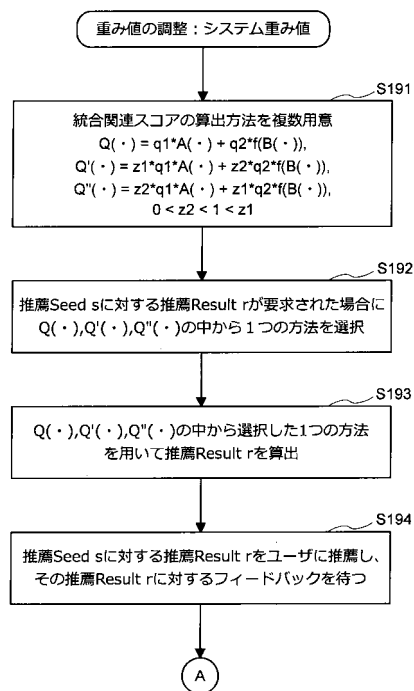 重み値の調整：システム重み値
S191
統合関連スコアの算出方法を複数用意
Q(・) = q1*A(・) + q2*f(B(・)),
Q'(・) = z1*q1*A(・) + z2*q2*f(B(・)),
Q''(・) = z2*q1*A(・) + z1*q2*f(B(・)),
0 < z2 < 1 < z1
S192
推薦Seed sに対する推薦Result rが要求された場合に
Q(・),Q'(・),Q''(・)の中から１つの方法を選択
S193
Q(・),Q'(・),Q''(・)の中から選択した1つの方法
を用いて推薦Result rを算出
S194
推薦Seed sに対する推薦Result rをユーザに推薦し、
その推薦Result rに対するフィードバックを待つ
A